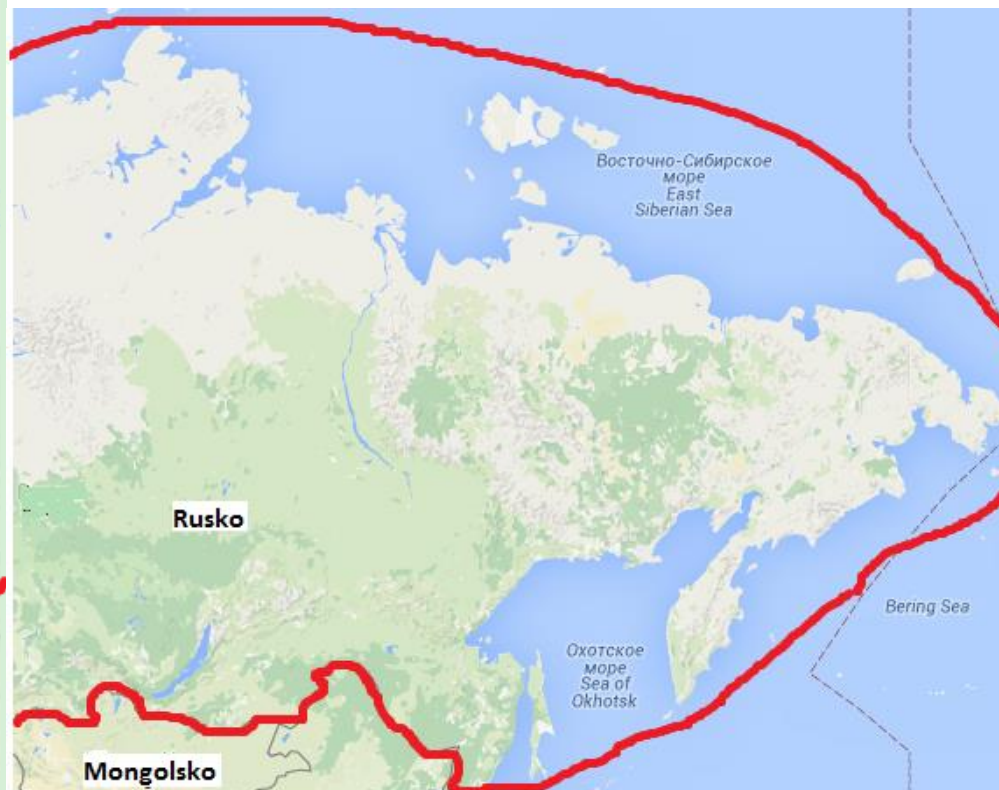 Восточно-Сибирское
море
East
Siberian Sea
Rusko
Bering Sea
Охотское
море
Sea of
Okhotsk
Mongolsko